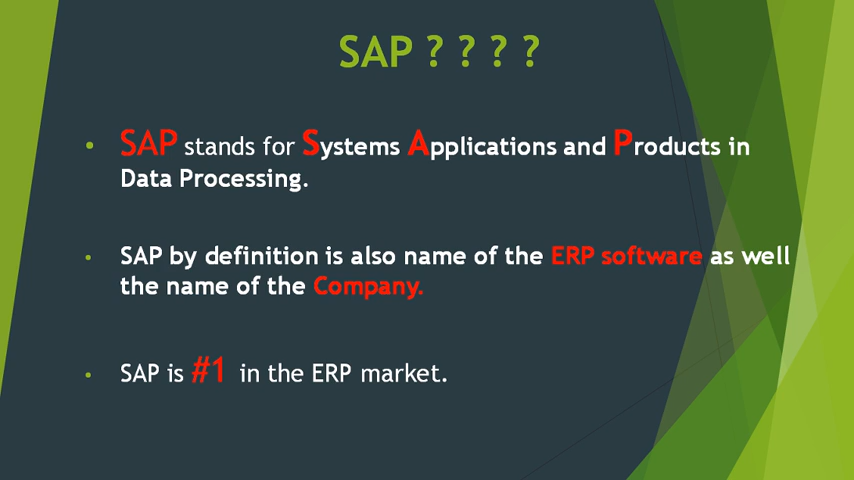 SAP ? ? ? ?
• SAP stands for Systems Applications and Products in
Data Processing.
• SAP by definition is also name of the ERP software as well
the name of the Company.
• SAP is #1 in the ERP market.